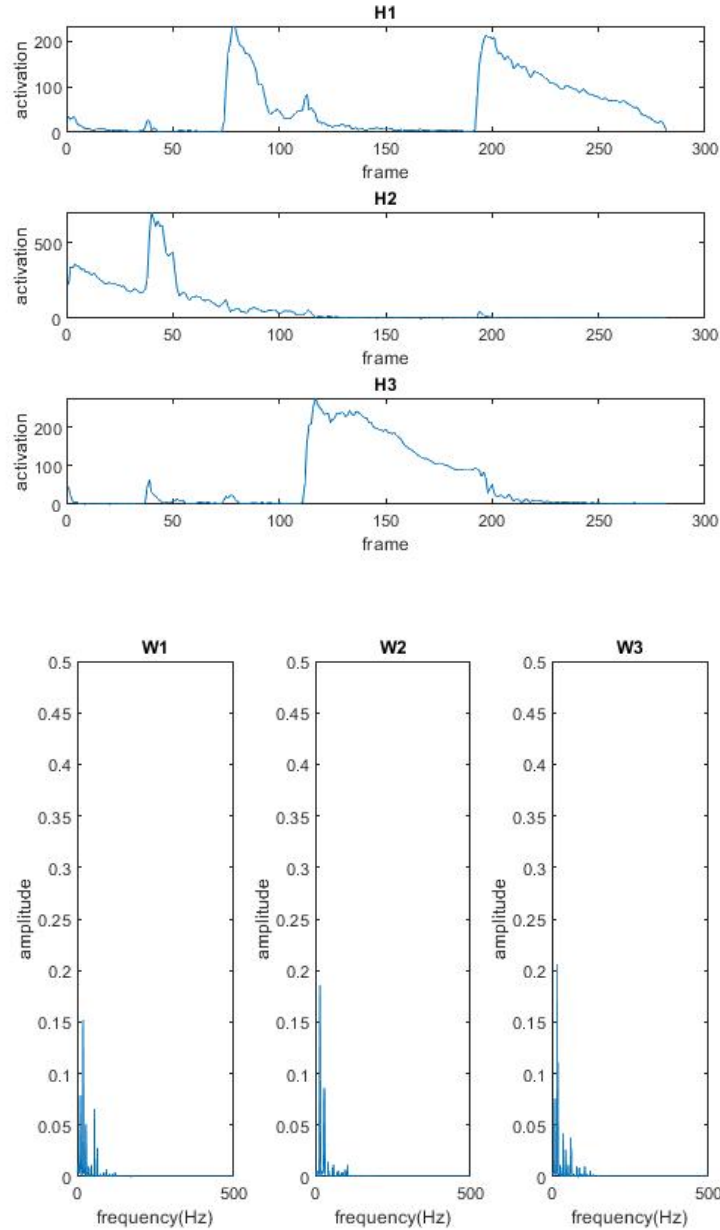 H1
activation
200
100
0
0 50 100 150 200 250 300
frame
H2
activation
500
0
0 50 100 150 200 250 300
frame
H3
activation
200
100
0
0 50 100 150 200 250 300
frame
W1 W2 W3
0.5 0.5 0.5
0.45 0.45 0.45
0.4 0.4 0.4
0.35 0.35 0.35
0.3 0.3 0.3
amplitude amplitude amplitude
0.25 0.25 0.25
0.2 0.2 0.2
0.15 0.15 0.15
0.1 0.1 0.1
0.05 0.05 0.05
0 0 0
0 500 0 500 0 500
frequency(Hz) frequency(Hz) frequency(Hz)